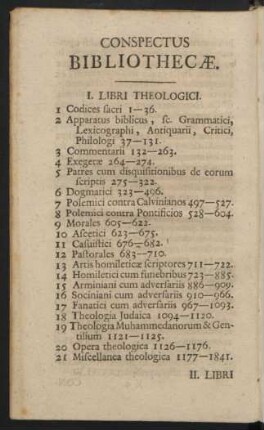 CONSPECTUS
BIBLIOTHECÆ.
I. LIBRI THEOLOGICI.
1 Codices sacri 1—36.
2 Apparatus biblicus, sc. Grammatici,
Lexicographi, Antiquarii, Critici,
Philologi 37—131.
3 Commentarii 132—263.
4 Exegetæ 264—274.
5 Patres cum disquisitionibus de eorum
scriptis 275—322.
6 Dogmatici 323—496.
7 Polemici contra Calvinianos 497—527.
8 Polemici contra Pontificios 528—604.
9 Morales 605—622.
10 Ascetici 623—675.
11 Casuistici 676—682.
12 Pastorales 683—710.
13 Artis homileticæ scriptores 711—722.
14 Homiletici cum funebribus 723—885.
15 Arminiani cum adversariis 886—909.
16 Sociniani cum adversariis 910—966.
17 Fanatici cum adversariis 967—1093.
18 Theologia Judaica 1094—1120.
19 Theologia Muhammedanorum & Gen-
tilium 1121—1125.
20 Opera theologica 1126—1176.
21 Miscellanea theologica 1177—1841.
II. LIBRI